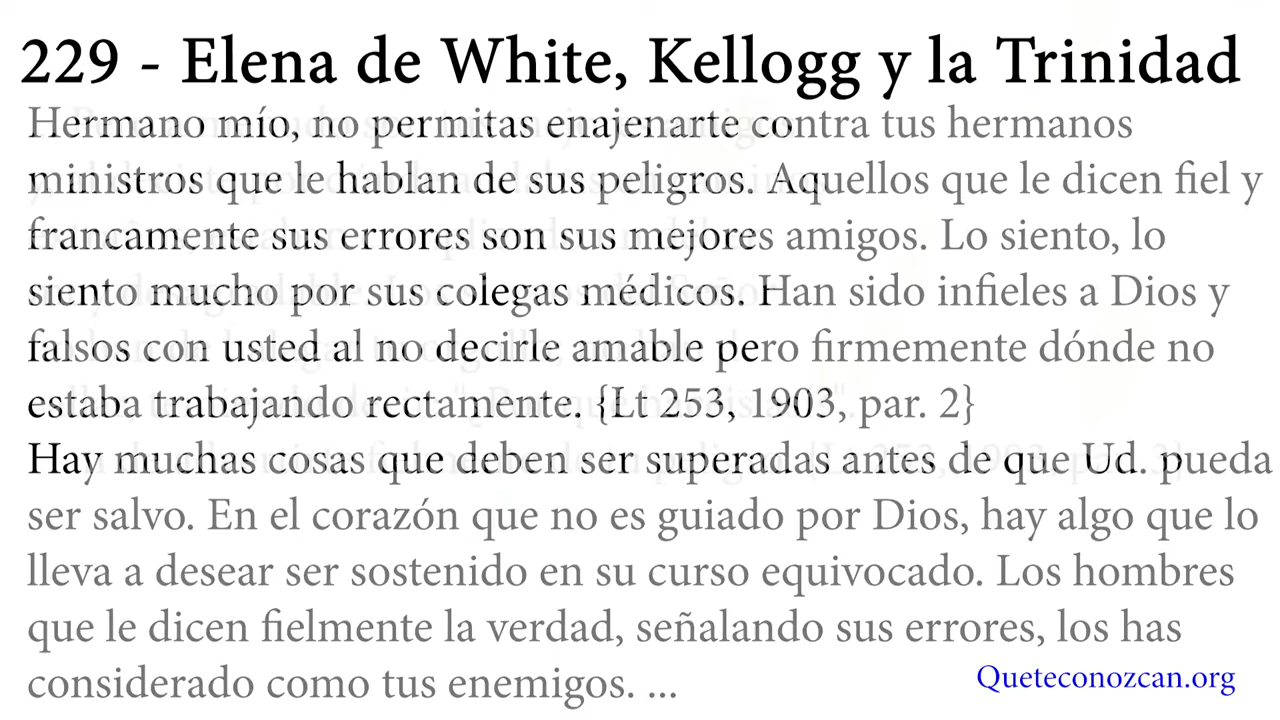 229 - Elena de White, Kellogg y la Trinidad
Hermano mío, no permitas enajenarte contra tus hermanos
ministros que le hablan de sus peligros. Aquellos que le dicen fiel y
francamente sus errores son sus mejores amigos. Lo siento, lo
siento mucho por sus colegas médicos. Han sido infieles a Dios y
falsos con usted al no decirle amable pero firmemente dónde no
estaba trabajando rectamente. {Lt 253, 1903, par. 2}
Hay muchas cosas que deben ser superadas antes de que Ud. pueda
ser salvo. En el corazón que no es guiado por Dios, hay algo que lo
lleva a desear ser sostenido en su curso equivocado. Los hombres
que le dicen fielmente la verdad, señalando sus errores, los has
considerado como tus enemigos. ...
Queteconozcan.org